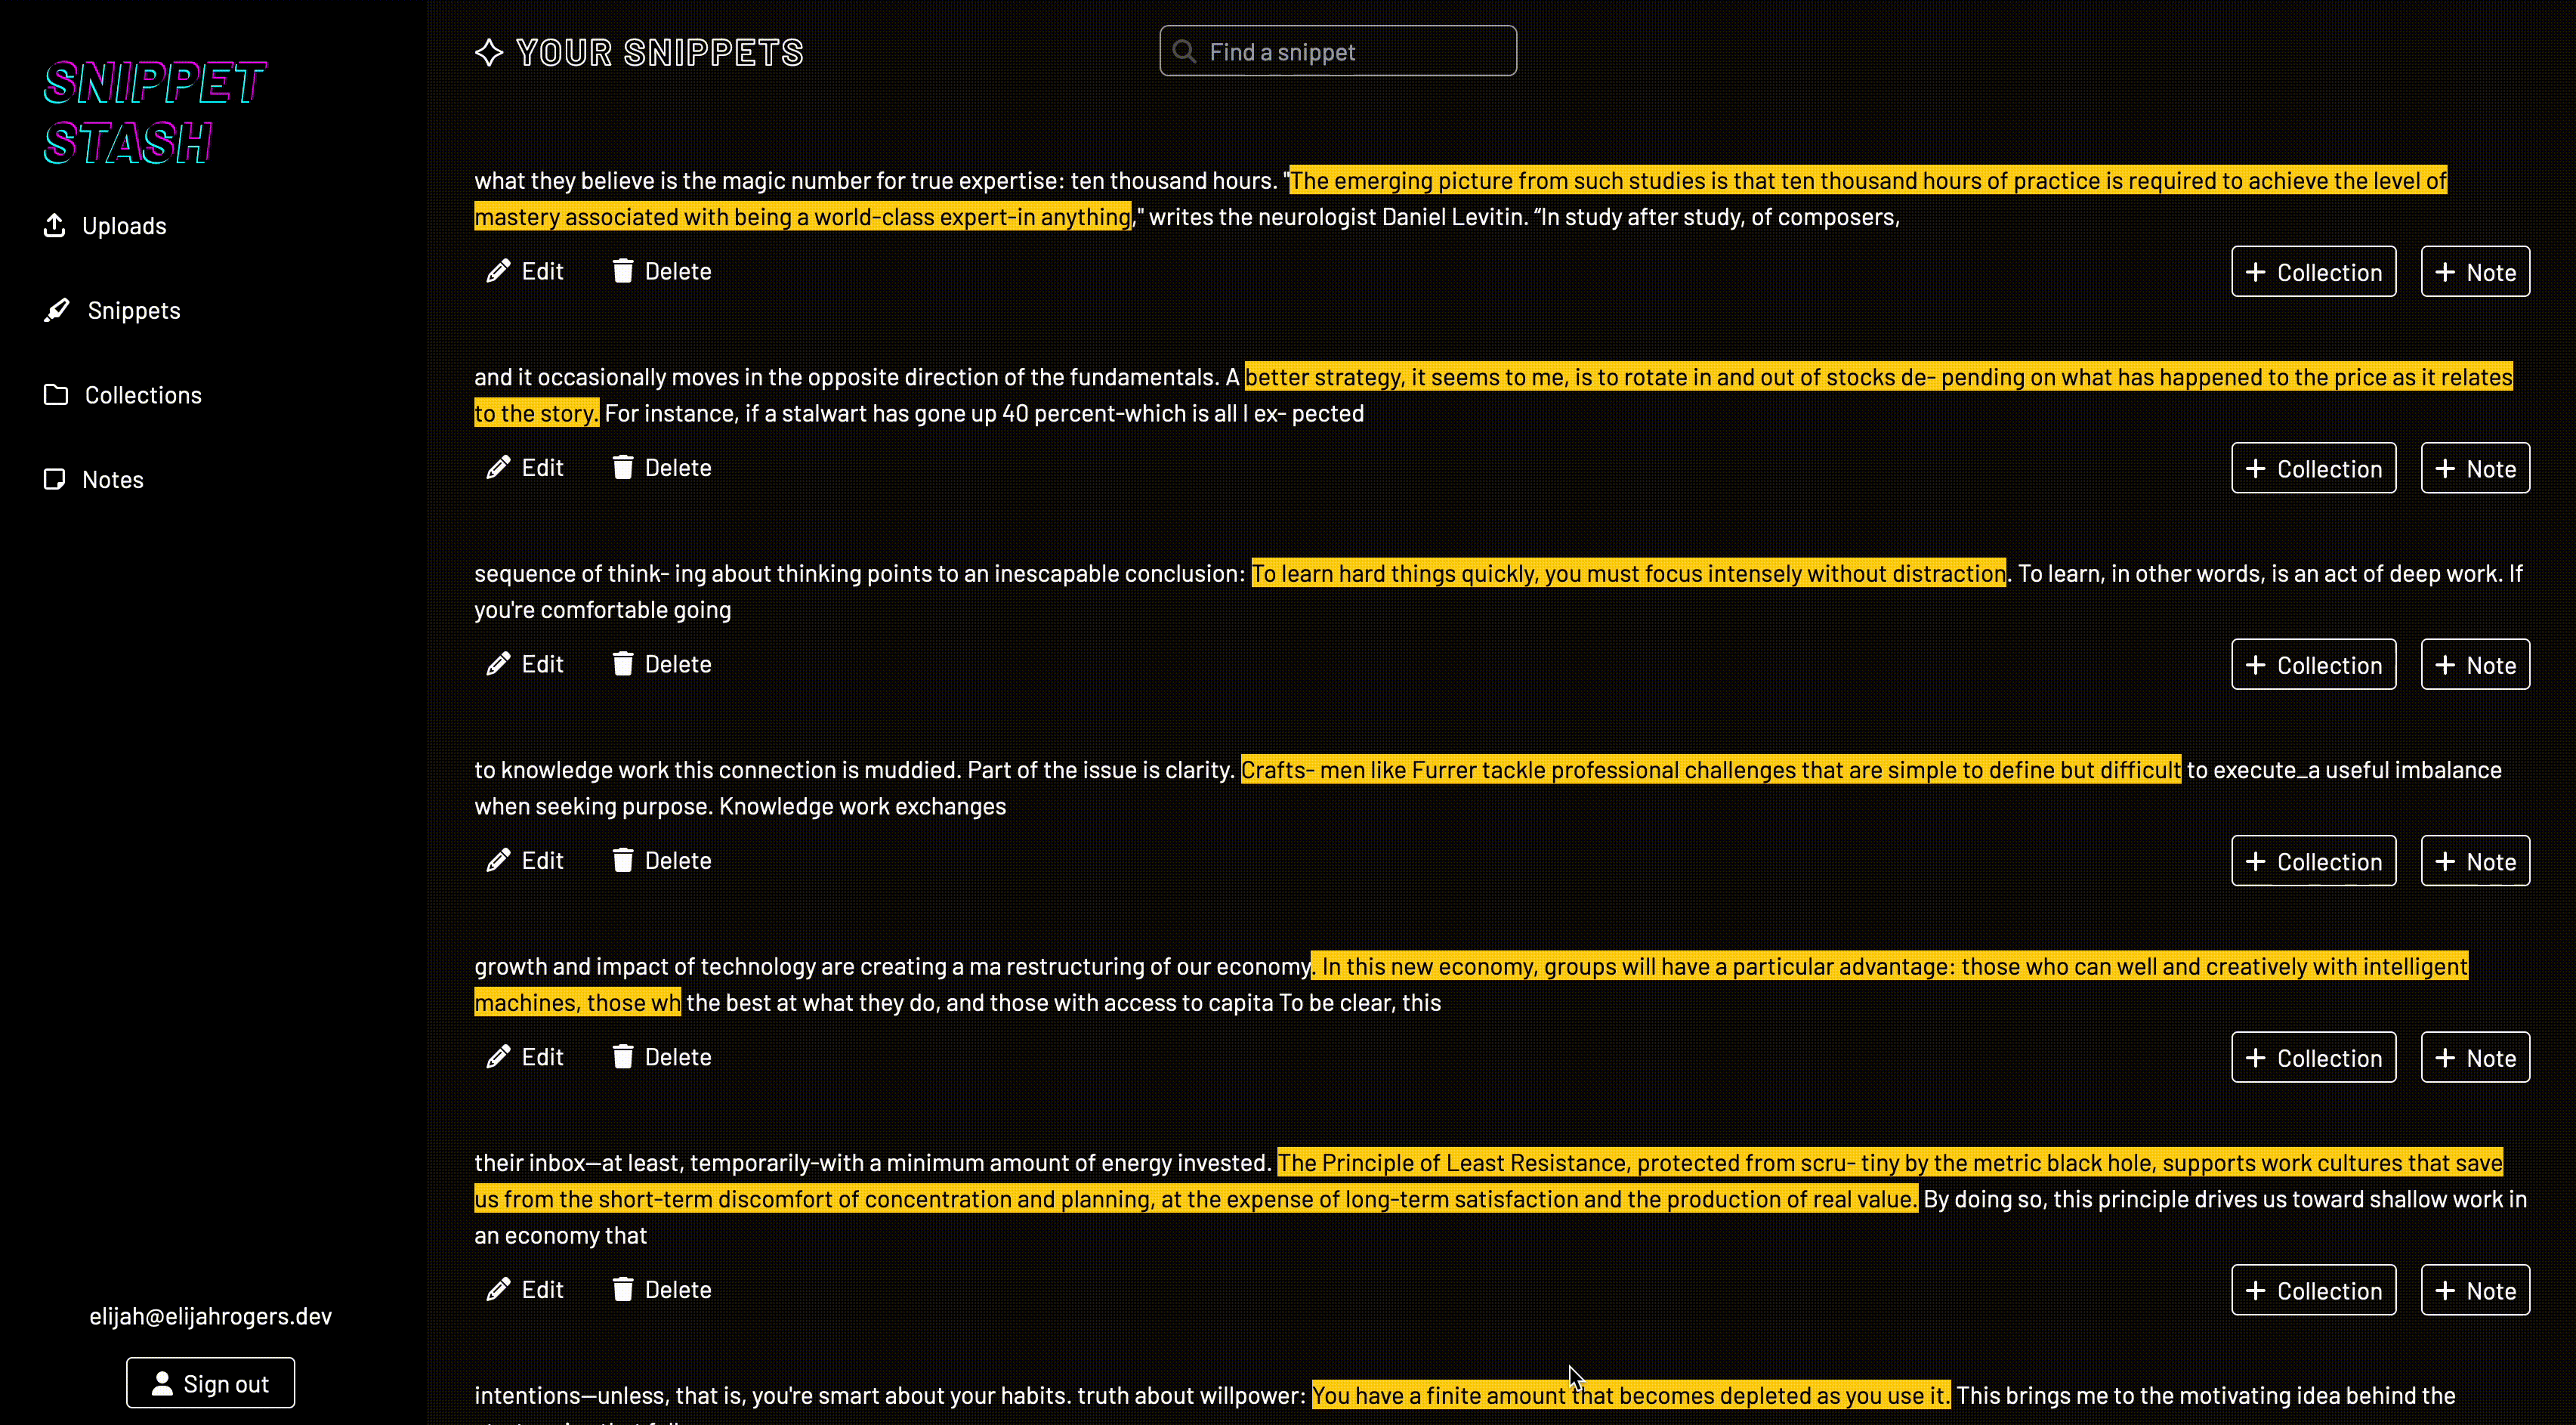 SNIPPET
STASH
Uploads
Snippets
Collections
Notes
elijah@elijahrogers.dev
Sign out
YOUR SNIPPETS
Find a snippet
what they believe is the magic number for true expertise: ten thousand hours. "The emerging picture from such studies is that ten thousand hours of practice is required to achieve the level of
mastery associated with being a world-class expert-in anything," writes the neurologist Daniel Levitin. “In study after study, of composers,
Edit Delete + Collection + Note
and it occasionally moves in the opposite direction of the fundamentals. A better strategy, it seems to me, is to rotate in and out of stocks de- pending on what has happened to the price as it relates
to the story. For instance, if a stalwart has gone up 40 percent-which is all I ex- pected
Edit Delete + Collection + Note
sequence of think- ing about thinking points to an inescapable conclusion: To learn hard things quickly, you must focus intensely without distraction. To learn, in other words, is an act of deep work. If
you're comfortable going
Edit Delete + Collection + Note
to knowledge work this connection is muddied. Part of the issue is clarity. Crafts- men like Furrer tackle professional challenges that are simple to define but difficult to execute_a useful imbalance
when seeking purpose. Knowledge work exchanges
Edit Delete + Collection + Note
growth and impact of technology are creating a ma restructuring of our economy. In this new economy, groups will have a particular advantage: those who can well and creatively with intelligent
machines, those wh the best at what they do, and those with access to capita To be clear, this
Edit Delete + Collection + Note
their inbox—at least, temporarily-with a minimum amount of energy invested. The Principle of Least Resistance, protected from scru- tiny by the metric black hole, supports work cultures that save
us from the short-term discomfort of concentration and planning, at the expense of long-term satisfaction and the production of real value. By doing so, this principle drives us toward shallow work in
an economy that
Edit Delete + Collection + Note
intentions—unless, that is, you're smart about your habits. truth about willpower: You have a finite amount that becomes depleted as you use it. This brings me to the motivating idea behind the